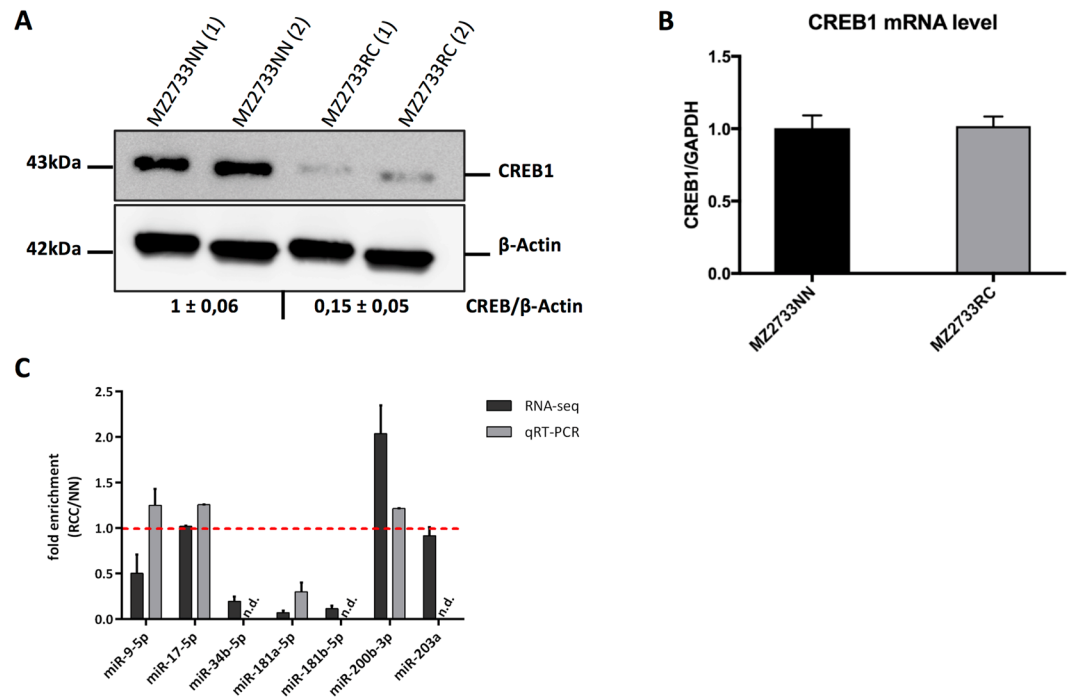 A
MZ2733NN (1)
MZ2733NN (2)
MZ2733RC (1)
MZ2733RC (2)
43kDa
CREB1
42kDa
β-Actin
1 ± 0,06
0,15 ± 0,05
CREB/β-Actin
B
CREB1 mRNA level
CREB1/GAPDH
1.5
1.0
0.5
0.0
MZ2733NN
MZ2733RC
C
fold enrichment
(RCC/NN)
2.5
2.0
1.5
1.0
0.5
0.0
n.d.
n.d.
n.d.
miR-9-5p
miR-17-5p
miR-34b-5p
miR-181a-5p
miR-181b-5p
miR-200b-3p
miR-203a
RNA-seq
qRT-PCR